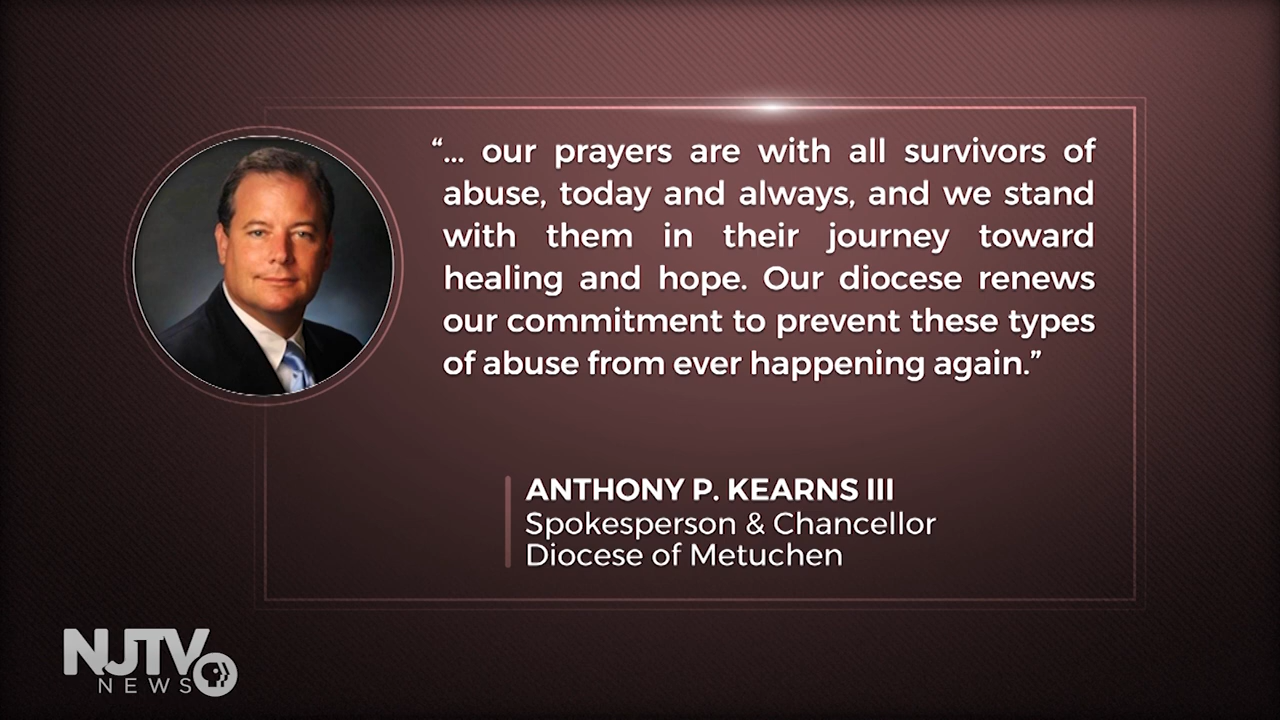 “... our prayers are with all survivors of
abuse, today and always, and we stand
with them in their journey toward
healing and hope. Our diocese renews
our commitment to prevent these types
of abuse from ever happening again.”
ANTHONY P. KEARNS III
Spokesperson & Chancellor
Diocese of Metuchen
NJTV
NEWS